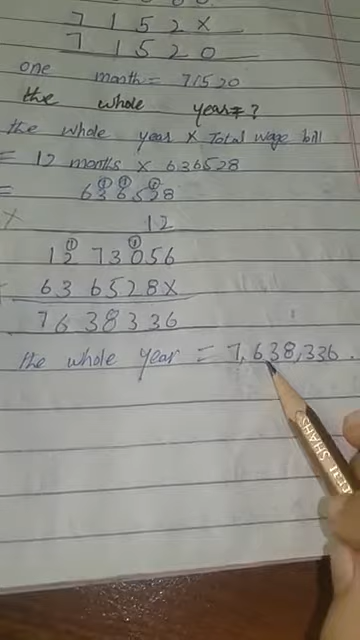 7 1 5 2 x
7 1 5 2 0
one month = 71520
the whole year = ?
the whole year x Total wage bill
= 12 months x 636528
= 636528
x 12
1273056
636528x
7638336
the whole year = 7,638,336